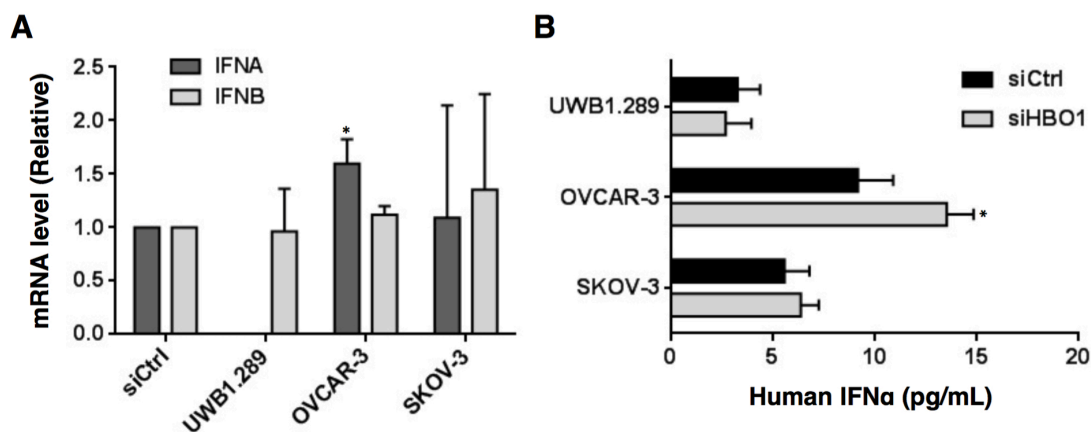 A
mRNA level (Relative)
2.5
2.0
1.5
1.0
0.5
0.0
IFNA
IFNB
*
siCtrl
UWB1.289
OVCAR-3
SKOV-3
B
UWB1.289
OVCAR-3
SKOV-3
siCtrl
siHBO1
*
0 5 10 15 20
Human IFNα (pg/mL)